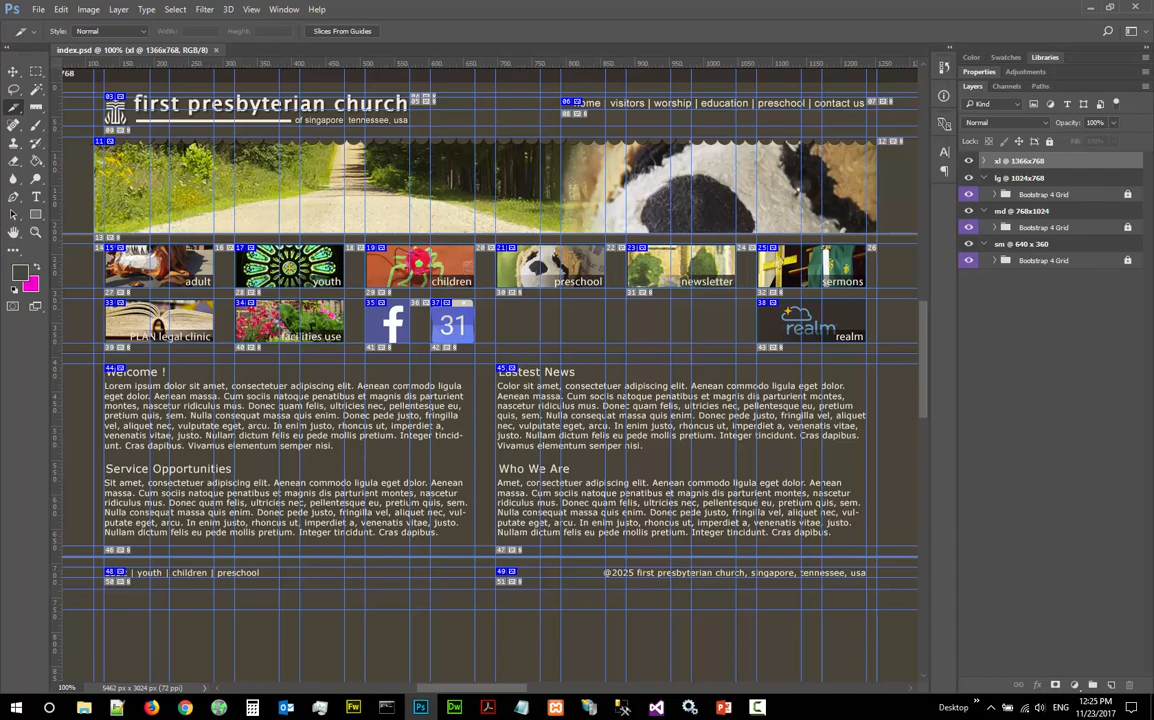 Ps File Edit Image Layer Type Select Filter 3D View Window Help
Style: Normal Width: Height: Slices From Guides
index.psd @ 100% (xl @ 1366x768, RGB/8) ×
Color Swatches Libraries
Properties Adjustments
Layers
Kind
Normal Opacity: 100%
Lock: Fill: 100%
xl @ 1366x768
lg @ 1024x768
Bootstrap 4 Grid
md @ 768x1024
Bootstrap 4 Grid
sm @ 640 x 360
Bootstrap 4 Grid
768
first presbyterian church
of singapore, tennessee, usa
ome | visitors | worship | education | preschool | contact us
adult
youth
children
preschool
newsletter
sermons
PLAN legal clinic
facilities use
f
31
realm
realm
Welcome !
Lorem ipsum dolor sit amet, consectetuer adipiscing elit. Aenean commodo ligula
eget dolor. Aenean massa. Cum sociis natoque penatibus et magnis dis parturient
montes, nascetur ridiculus mus. Donec quam felis, ultricies nec, pellentesque eu,
pretium quis, sem. Nulla consequat massa quis enim. Donec pede justo, fringilla
vel, aliquet nec, vulputate eget, arcu. In enim justo, rhoncus ut, imperdiet a,
venenatis vitae, justo. Nullam dictum felis eu pede mollis pretium. Integer tincid-
unt. Cras dapibus. Vivamus elementum semper nisi.
Lastest News
Color sit amet, consectetuer adipiscing elit. Aenean commodo ligula eget dolor.
Aenean massa. Cum sociis natoque penatibus et magnis dis parturient montes,
nascetur ridiculus mus. Donec quam felis, ultricies nec, pellentesque eu, pretium
quis, sem. Nulla consequat massa quis enim. Donec pede justo, fringilla vel, aliquet
nec, vulputate eget, arcu. In enim justo, rhoncus ut, imperdiet a, venenatis vitae,
justo. Nullam dictum felis eu pede mollis pretium. Integer tincidunt. Cras dapibus.
Vivamus elementum semper nisi.
Service Opportunities
Sit amet, consectetuer adipiscing elit. Aenean commodo ligula eget dolor. Aenean
massa. Cum sociis natoque penatibus et magnis dis parturient montes, nascetur
ridiculus mus. Donec quam felis, ultricies nec, pellentesque eu, pretium quis, sem.
Nulla consequat massa quis enim. Donec pede justo, fringilla vel, aliquet nec, vul-
putate eget, arcu. In enim justo, rhoncus ut, imperdiet a, venenatis vitae, justo.
Nullam dictum felis eu pede mollis pretium. Integer tincidunt. Cras dapibus.
Who We Are
Amet, consectetuer adipiscing elit. Aenean commodo ligula eget dolor. Aenean
massa. Cum sociis natoque penatibus et magnis dis parturient montes, nascetur
ridiculus mus. Donec quam felis, ultricies nec, pellentesque eu, pretium quis, sem.
Nulla consequat massa quis enim. Donec pede justo, fringilla vel, aliquet nec, vul-
putate eget, arcu. In enim justo, rhoncus ut, imperdiet a, venenatis vitae, justo.
Nullam dictum felis eu pede mollis pretium. Integer tincidunt. Cras dapibus.
| youth | children | preschool
@2025 first presbyterian church, singapore, tennessee, usa
100% 5462 px x 3024 px (72 ppi)
Desktop
12:25 PM
11/23/2017